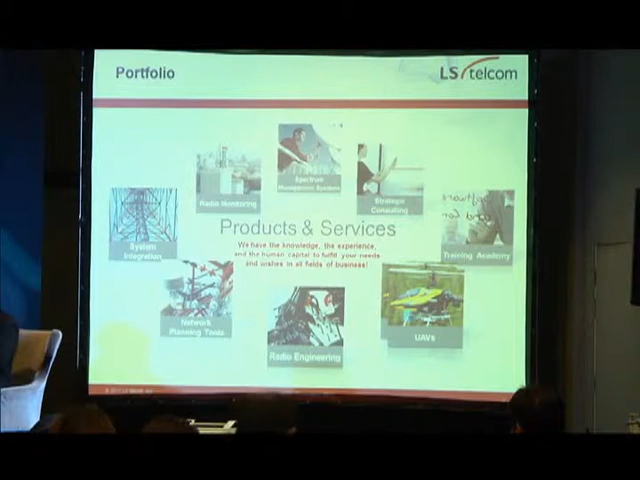 Portfolio
LS telcom
Spectrum
Management Systems
Radio Monitoring
Strategic
Consulting
System
Integration
Products & Services
We have the knowledge, the experience,
and the human capital to fulfill your needs
and wishes in all fields of business!
Training Academy
Network
Planning Tools
Radio Engineering
UAVs